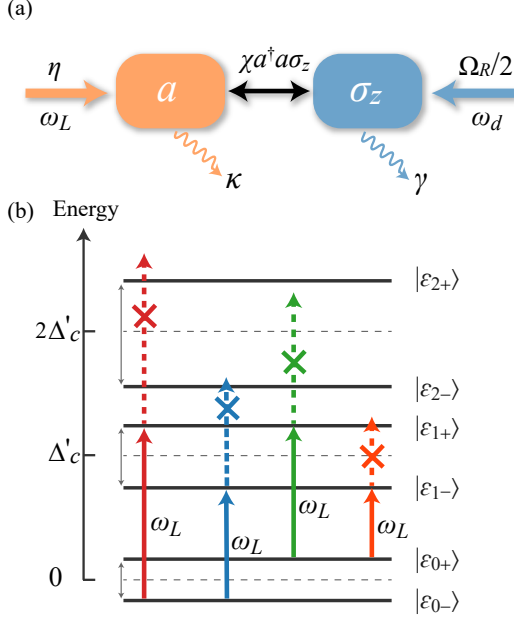 (a)
η
ω_L
a
χa†aσ_z
σ_z
Ω_R/2
ω_d
κ
γ
(b)
Energy
|ε_{2+}⟩
2Δ'_c
|ε_{2−}⟩
|ε_{1+}⟩
Δ'_c
|ε_{1−}⟩
ω_L
ω_L
ω_L
ω_L
|ε_{0+}⟩
0
|ε_{0−}⟩